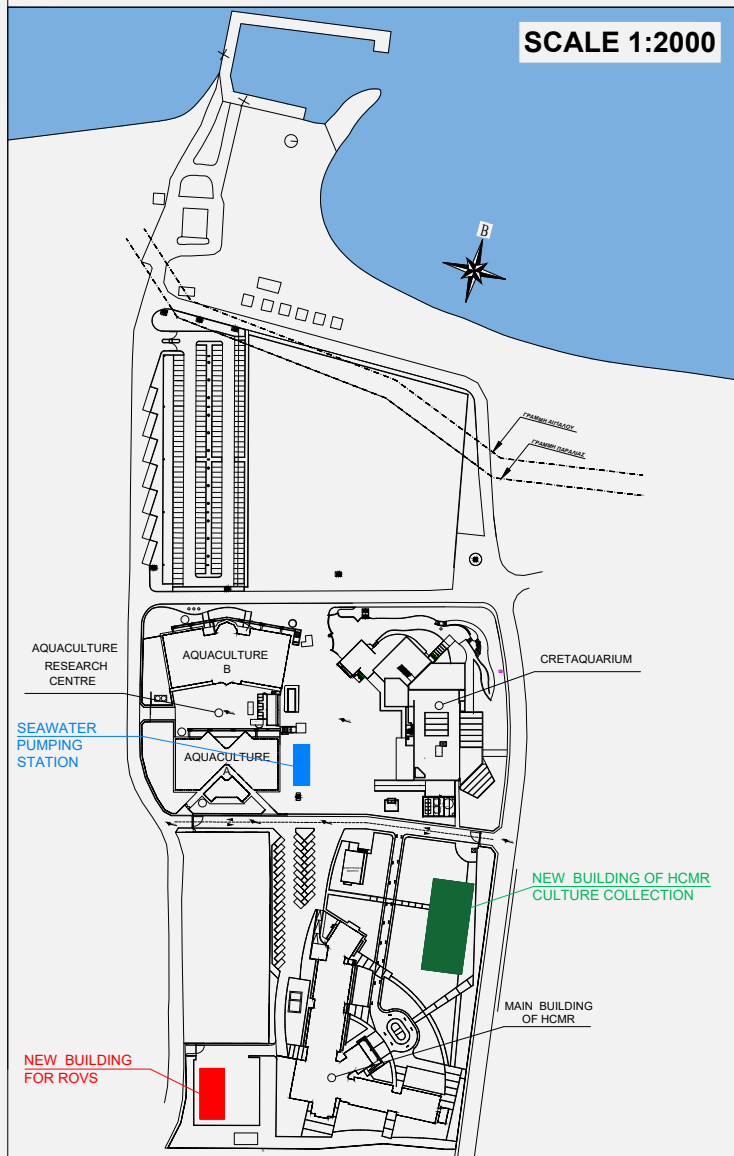 SCALE 1:2000
B
ΓΡΑΜΜΗ ΑΙΓΙΑΛΟΥ
ΓΡΑΜΜΗ ΠΑΡΑΛΙΑΣ
AQUACULTURE
RESEARCH
CENTRE
AQUACULTURE
B
CRETAQUARIUM
SEAWATER
PUMPING
STATION
AQUACULTURE
A
NEW BUILDING OF HCMR
CULTURE COLLECTION
MAIN BUILDING
OF HCMR
NEW BUILDING
FOR ROVS